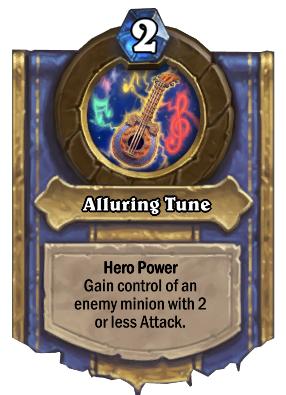 2
Alluring Tune
Hero Power
Gain control of an
enemy minion with 2
or less Attack.